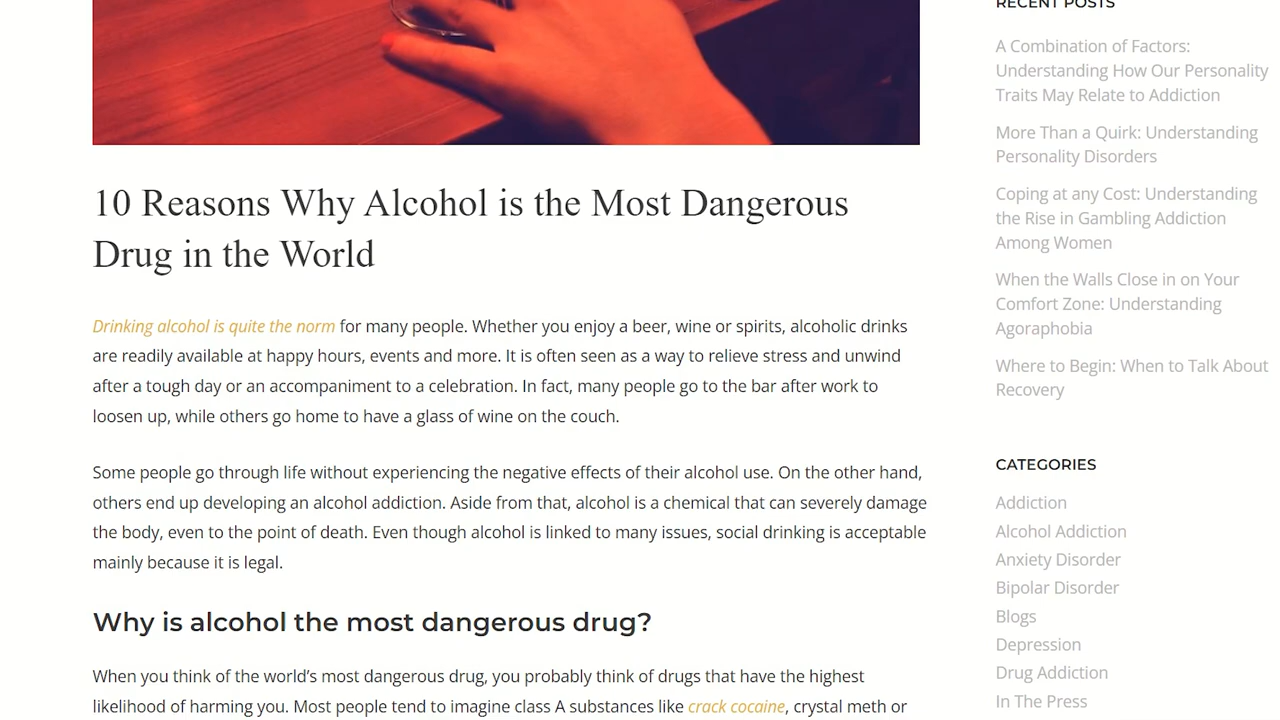 RECENT POSTS
A Combination of Factors:
Understanding How Our Personality
Traits May Relate to Addiction
More Than a Quirk: Understanding
Personality Disorders
Coping at any Cost: Understanding
the Rise in Gambling Addiction
Among Women
When the Walls Close in on Your
Comfort Zone: Understanding
Agoraphobia
Where to Begin: When to Talk About
Recovery
CATEGORIES
Addiction
Alcohol Addiction
Anxiety Disorder
Bipolar Disorder
Blogs
Depression
Drug Addiction
In The Press
10 Reasons Why Alcohol is the Most Dangerous
Drug in the World
Drinking alcohol is quite the norm for many people. Whether you enjoy a beer, wine or spirits, alcoholic drinks
are readily available at happy hours, events and more. It is often seen as a way to relieve stress and unwind
after a tough day or an accompaniment to a celebration. In fact, many people go to the bar after work to
loosen up, while others go home to have a glass of wine on the couch.
Some people go through life without experiencing the negative effects of their alcohol use. On the other hand,
others end up developing an alcohol addiction. Aside from that, alcohol is a chemical that can severely damage
the body, even to the point of death. Even though alcohol is linked to many issues, social drinking is acceptable
mainly because it is legal.
Why is alcohol the most dangerous drug?
When you think of the world's most dangerous drug, you probably think of drugs that have the highest
likelihood of harming you. Most people tend to imagine class A substances like crack cocaine, crystal meth or